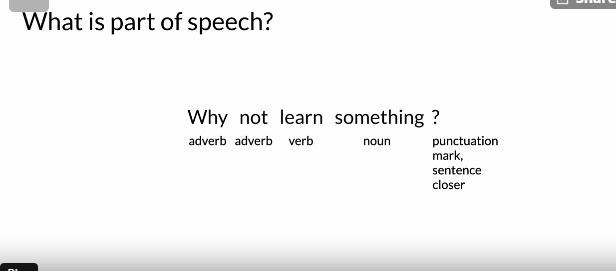 What is part of speech?
Why not learn something ?
adverb adverb verb noun punctuation
mark,
sentence
closer